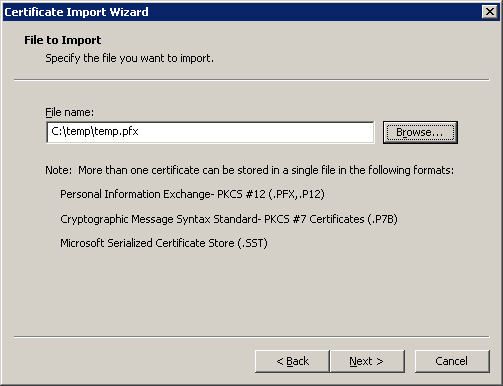 Certificate Import Wizard
File to Import
Specify the file you want to import.
File name:
C:\temp\temp.pfx
Browse...
Note:  More than one certificate can be stored in a single file in the following formats:
Personal Information Exchange- PKCS #12 (.PFX,.P12)
Cryptographic Message Syntax Standard- PKCS #7 Certificates (.P7B)
Microsoft Serialized Certificate Store (.SST)
< Back
Next >
Cancel